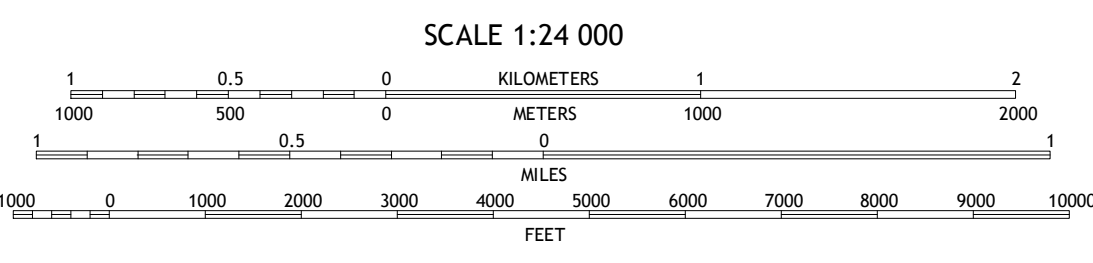 SCALE 1:24 000
1 0.5 0 KILOMETERS 1 2
1000 500 0 METERS 1000 2000
1 0.5 0 1
MILES
1000 0 1000 2000 3000 4000 5000 6000 7000 8000 9000 10000
FEET